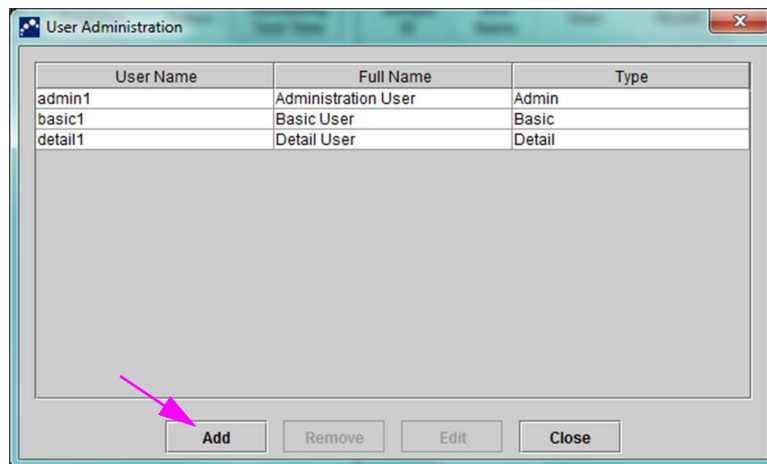 User Administration
User Name Full Name Type
admin1 Administration User Admin
basic1 Basic User Basic
detail1 Detail User Detail
Add Remove Edit Close